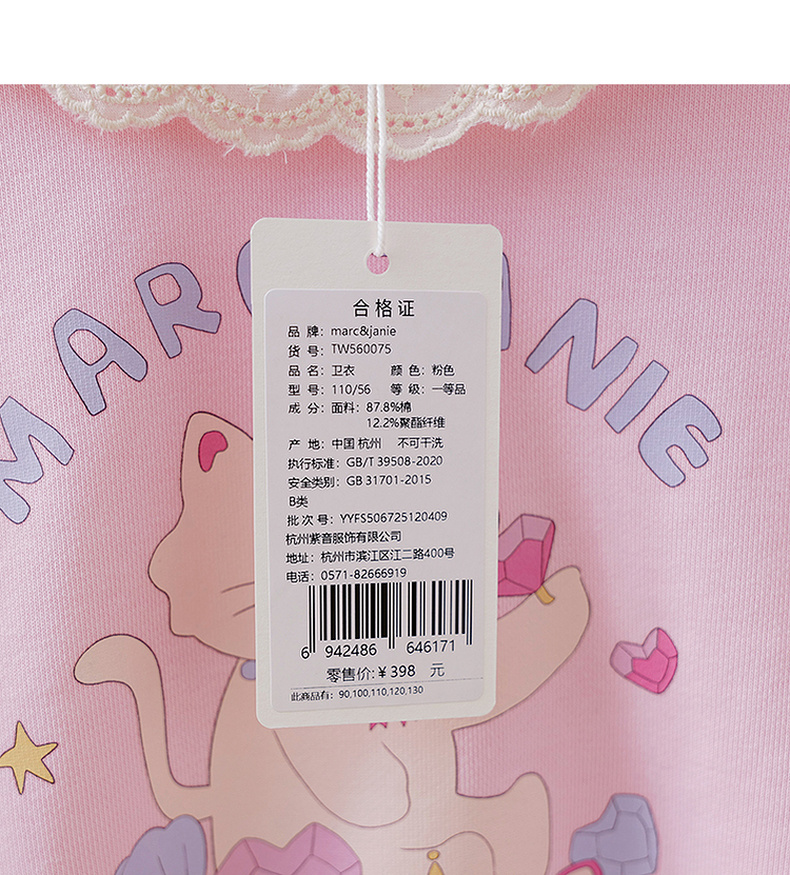 MAR NIE
合格证
品 牌：marc&janie
货 号：TW560075
品 名：卫衣 颜 色：粉色
型 号：110/56 等 级：一等品
成 分：面料：87.8%棉
12.2%聚酯纤维
产 地：中国 杭州 不可干洗
执行标准：GB/T 39508-2020
安全类别：GB 31701-2015
B类
批 次 号：YYFS506725120409
杭州紫音服饰有限公司
地址：杭州市滨江区江二路400号
电话：0571-82666919
6 942486 646171
零售价:¥398 元
此商品有：90,100,110,120,130